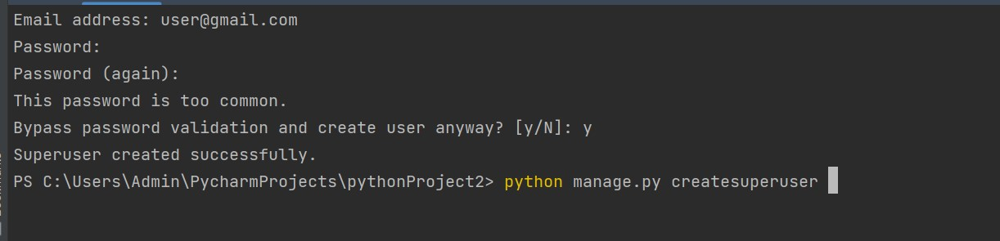 Email address: user@gmail.com
Password:
Password (again):
This password is too common.
Bypass password validation and create user anyway? [y/N]: y
Superuser created successfully.
PS C:\Users\Admin\PycharmProjects\pythonProject2> python manage.py createsuperuser